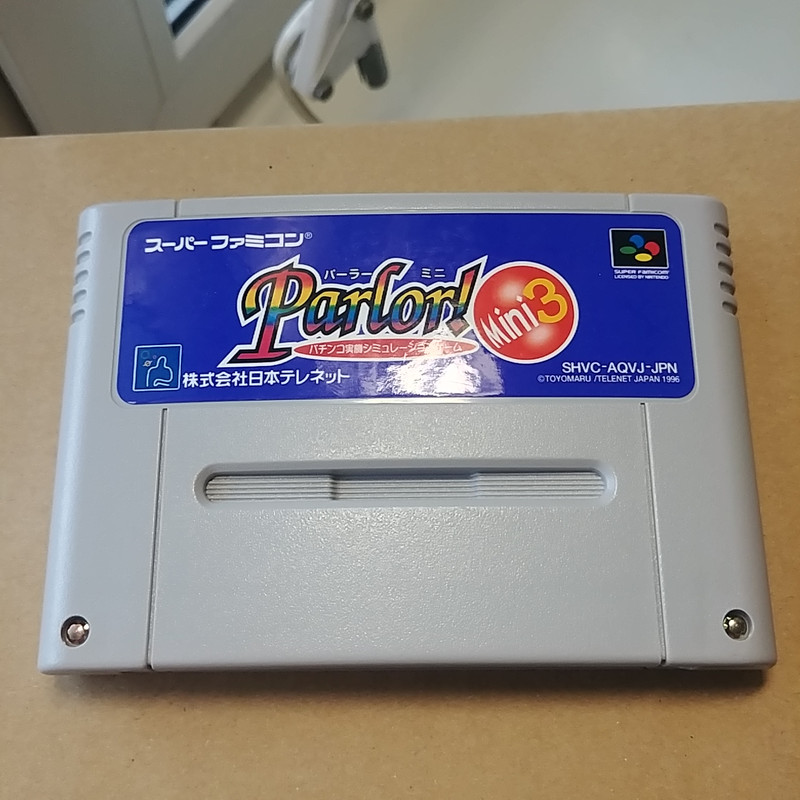 スーパーファミコン®
パーラー ミニ
Parlor!
Mini3
パチンコ実機シミュレーションゲーム
SUPER FAMICOM
LICENSED BY NINTENDO
株式会社日本テレネット
SHVC-AQVJ-JPN
©TOYOMARU /TELENET JAPAN 1996